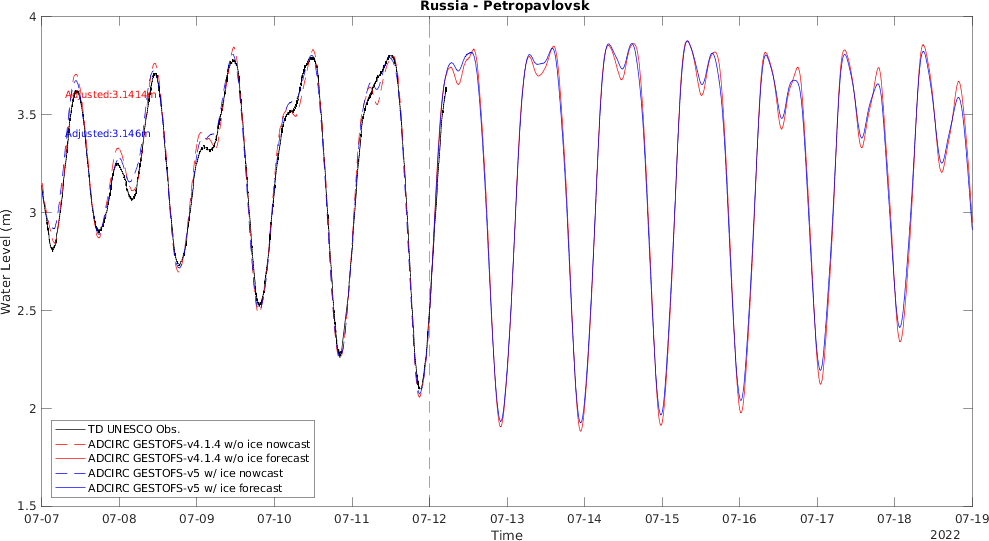 Russia - Petropavlovsk
4
3.5
3
2.5
2
1.5
Water Level (m)
Adjusted:3.1414m
Adjusted:3.146m
TD UNESCO Obs.
ADCIRC GESTOFS-v4.1.4 w/o ice nowcast
ADCIRC GESTOFS-v4.1.4 w/o ice forecast
ADCIRC GESTOFS-v5 w/ ice nowcast
ADCIRC GESTOFS-v5 w/ ice forecast
07-07 07-08 07-09 07-10 07-11 07-12 07-13 07-14 07-15 07-16 07-17 07-18 07-19
Time
2022